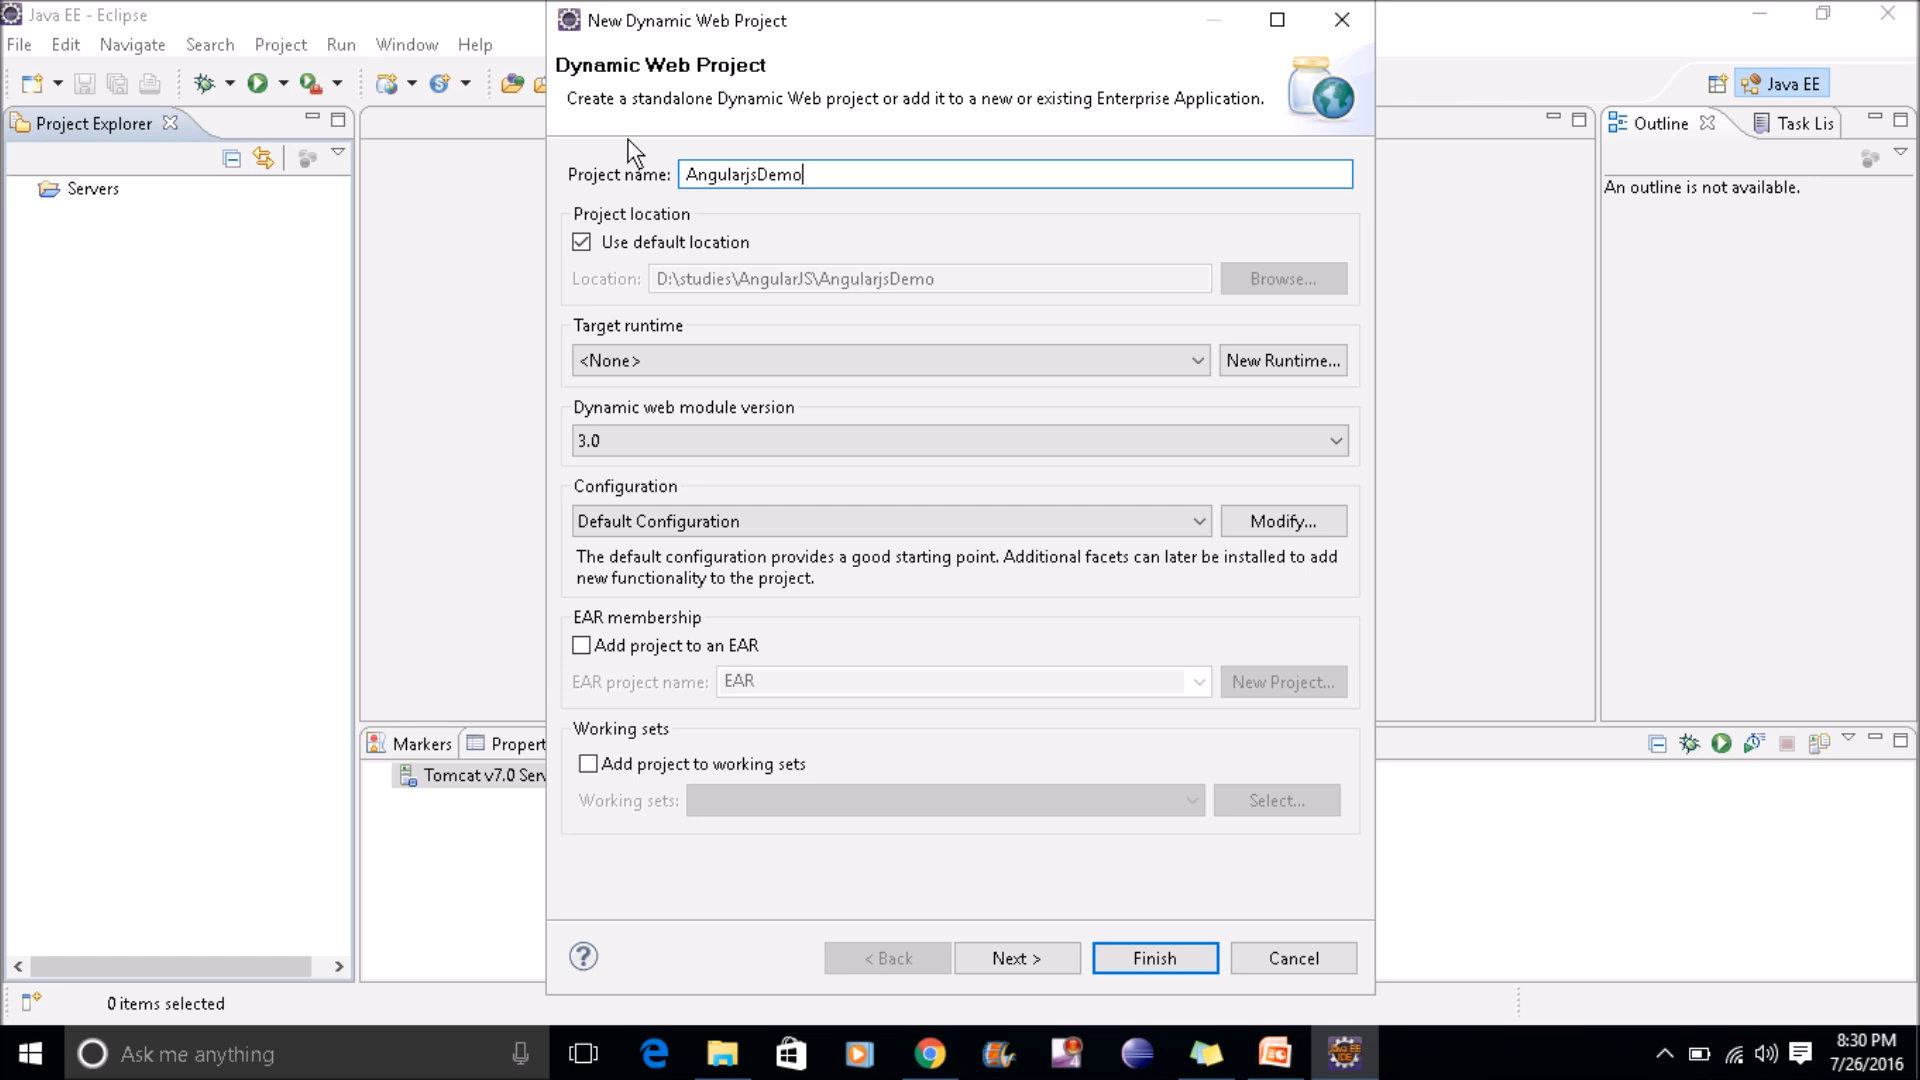 Java EE - Eclipse
File Edit Navigate Search Project Run Window Help
Java EE
Project Explorer
Servers
0 items selected
New Dynamic Web Project
Dynamic Web Project
Create a standalone Dynamic Web project or add it to a new or existing Enterprise Application.
Project name: AngularjsDemo
Project location
Use default location
Location: D:\studies\AngularJS\AngularjsDemo Browse...
Target runtime
<None> New Runtime...
Dynamic web module version
3.0
Configuration
Default Configuration Modify...
The default configuration provides a good starting point. Additional facets can later be installed to add
new functionality to the project.
EAR membership
Add project to an EAR
EAR project name: EAR New Project...
Working sets
Add project to working sets
Working sets: Select...
< Back Next > Finish Cancel
Outline Task Lis
An outline is not available.
Markers Propert
Tomcat v7.0 Serv
Ask me anything
8:30 PM
7/26/2016